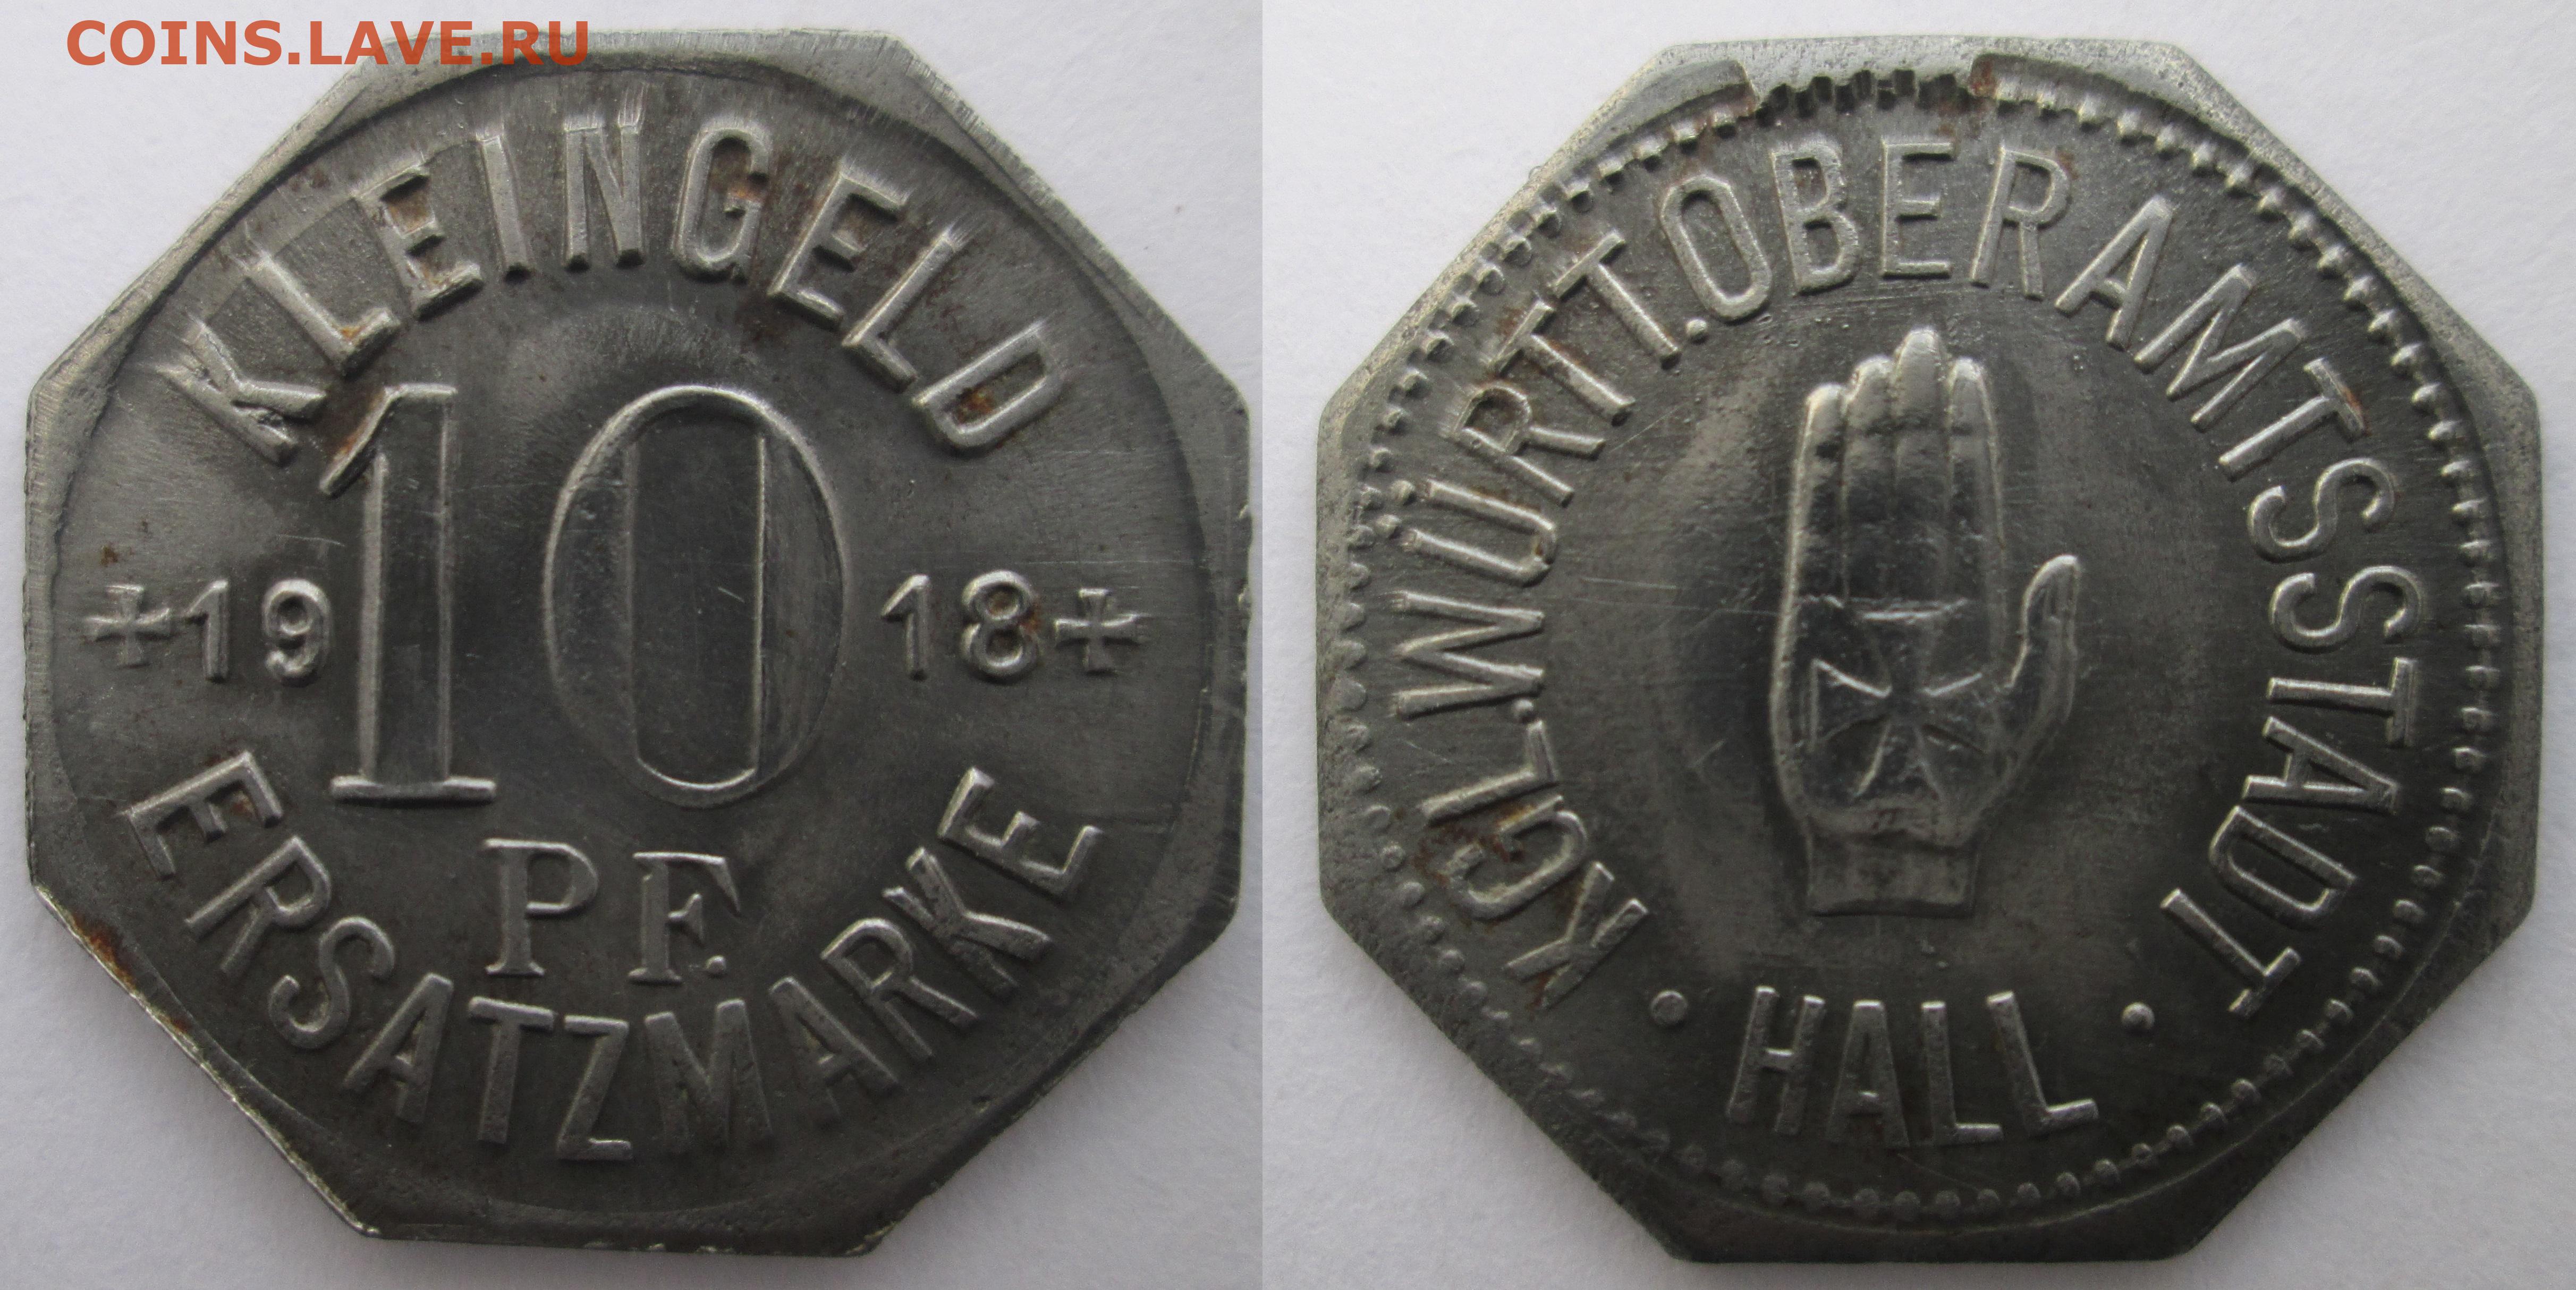 COINS.LAVE.RU
KLEINGELD
19 10 18
PF.
ERSATZMARKE
KGL.WÜRTT.OBERAMTSSTADT
• HALL •